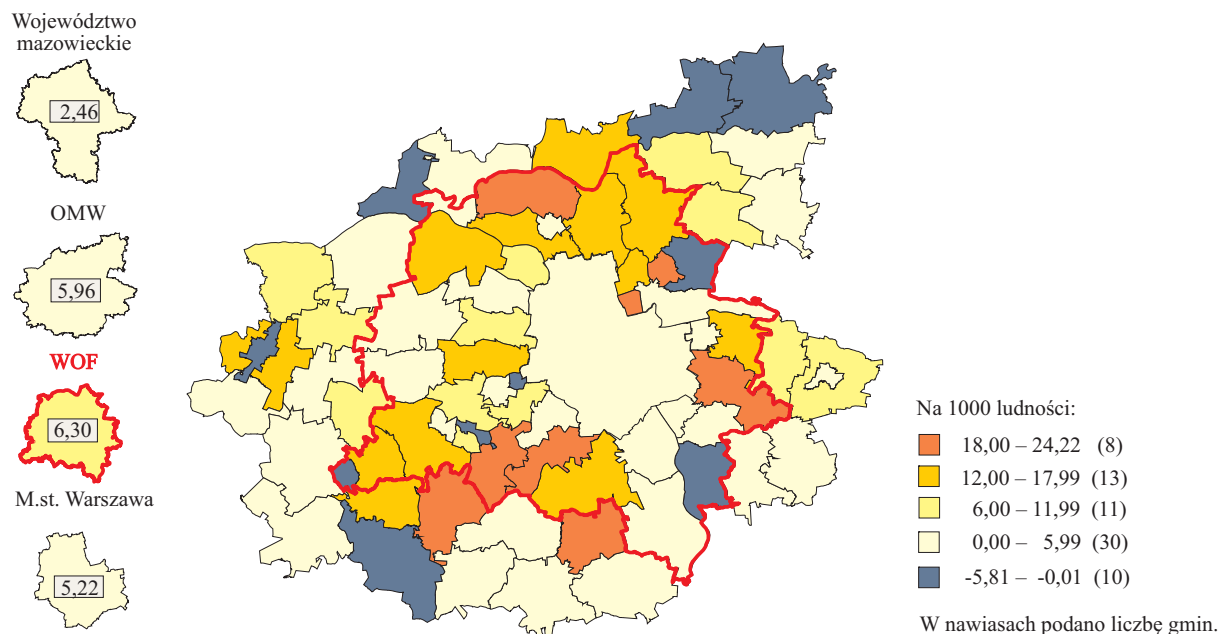 Województwo
mazowieckie
2,46
OMW
5,96
WOF
6,30
M.st. Warszawa
5,22
Na 1000 ludności:
18,00 – 24,22 (8)
12,00 – 17,99 (13)
6,00 – 11,99 (11)
0,00 – 5,99 (30)
-5,81 – -0,01 (10)
W nawiasach podano liczbę gmin.